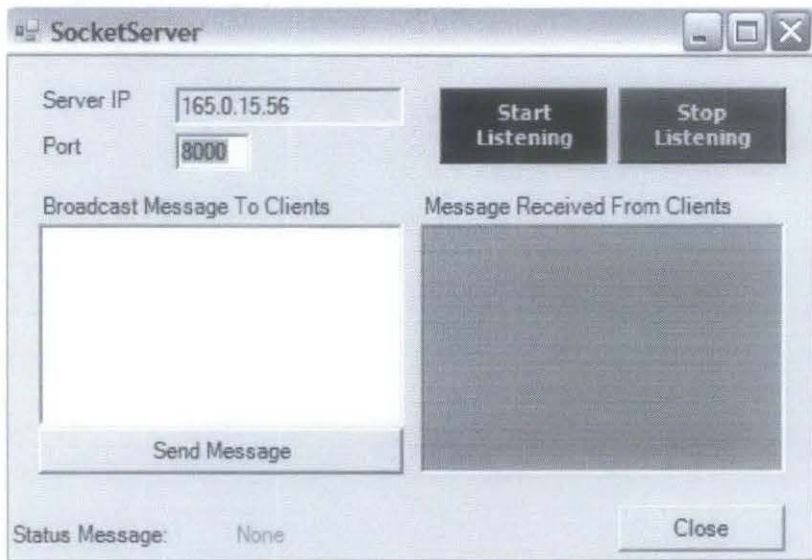 SocketServer
Server IP 165.0.15.56
Port 8000
Start Listening
Stop Listening
Broadcast Message To Clients
Message Received From Clients
Send Message
Status Message: None
Close